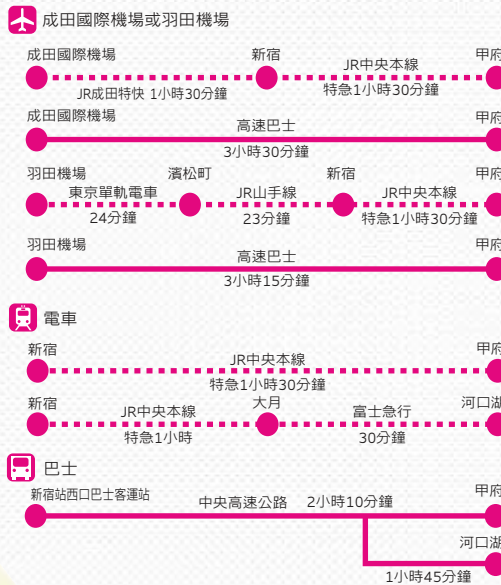 成田國際機場或羽田機場
成田國際機場 新宿 甲府
JR中央本線
JR成田特快 1小時30分鐘 特急1小時30分鐘
成田國際機場 甲府
高速巴士
3小時30分鐘
羽田機場 濱松町 新宿 甲府
東京單軌電車 JR山手線 JR中央本線
24分鐘 23分鐘 特急1小時30分鐘
羽田機場 甲府
高速巴士
3小時15分鐘
電車
新宿 甲府
JR中央本線
特急1小時30分鐘
新宿 大月 河口湖
JR中央本線 富士急行
特急1小時 30分鐘
巴士
新宿站西口巴士客運站 甲府
中央高速公路 2小時10分鐘
河口湖
1小時45分鐘